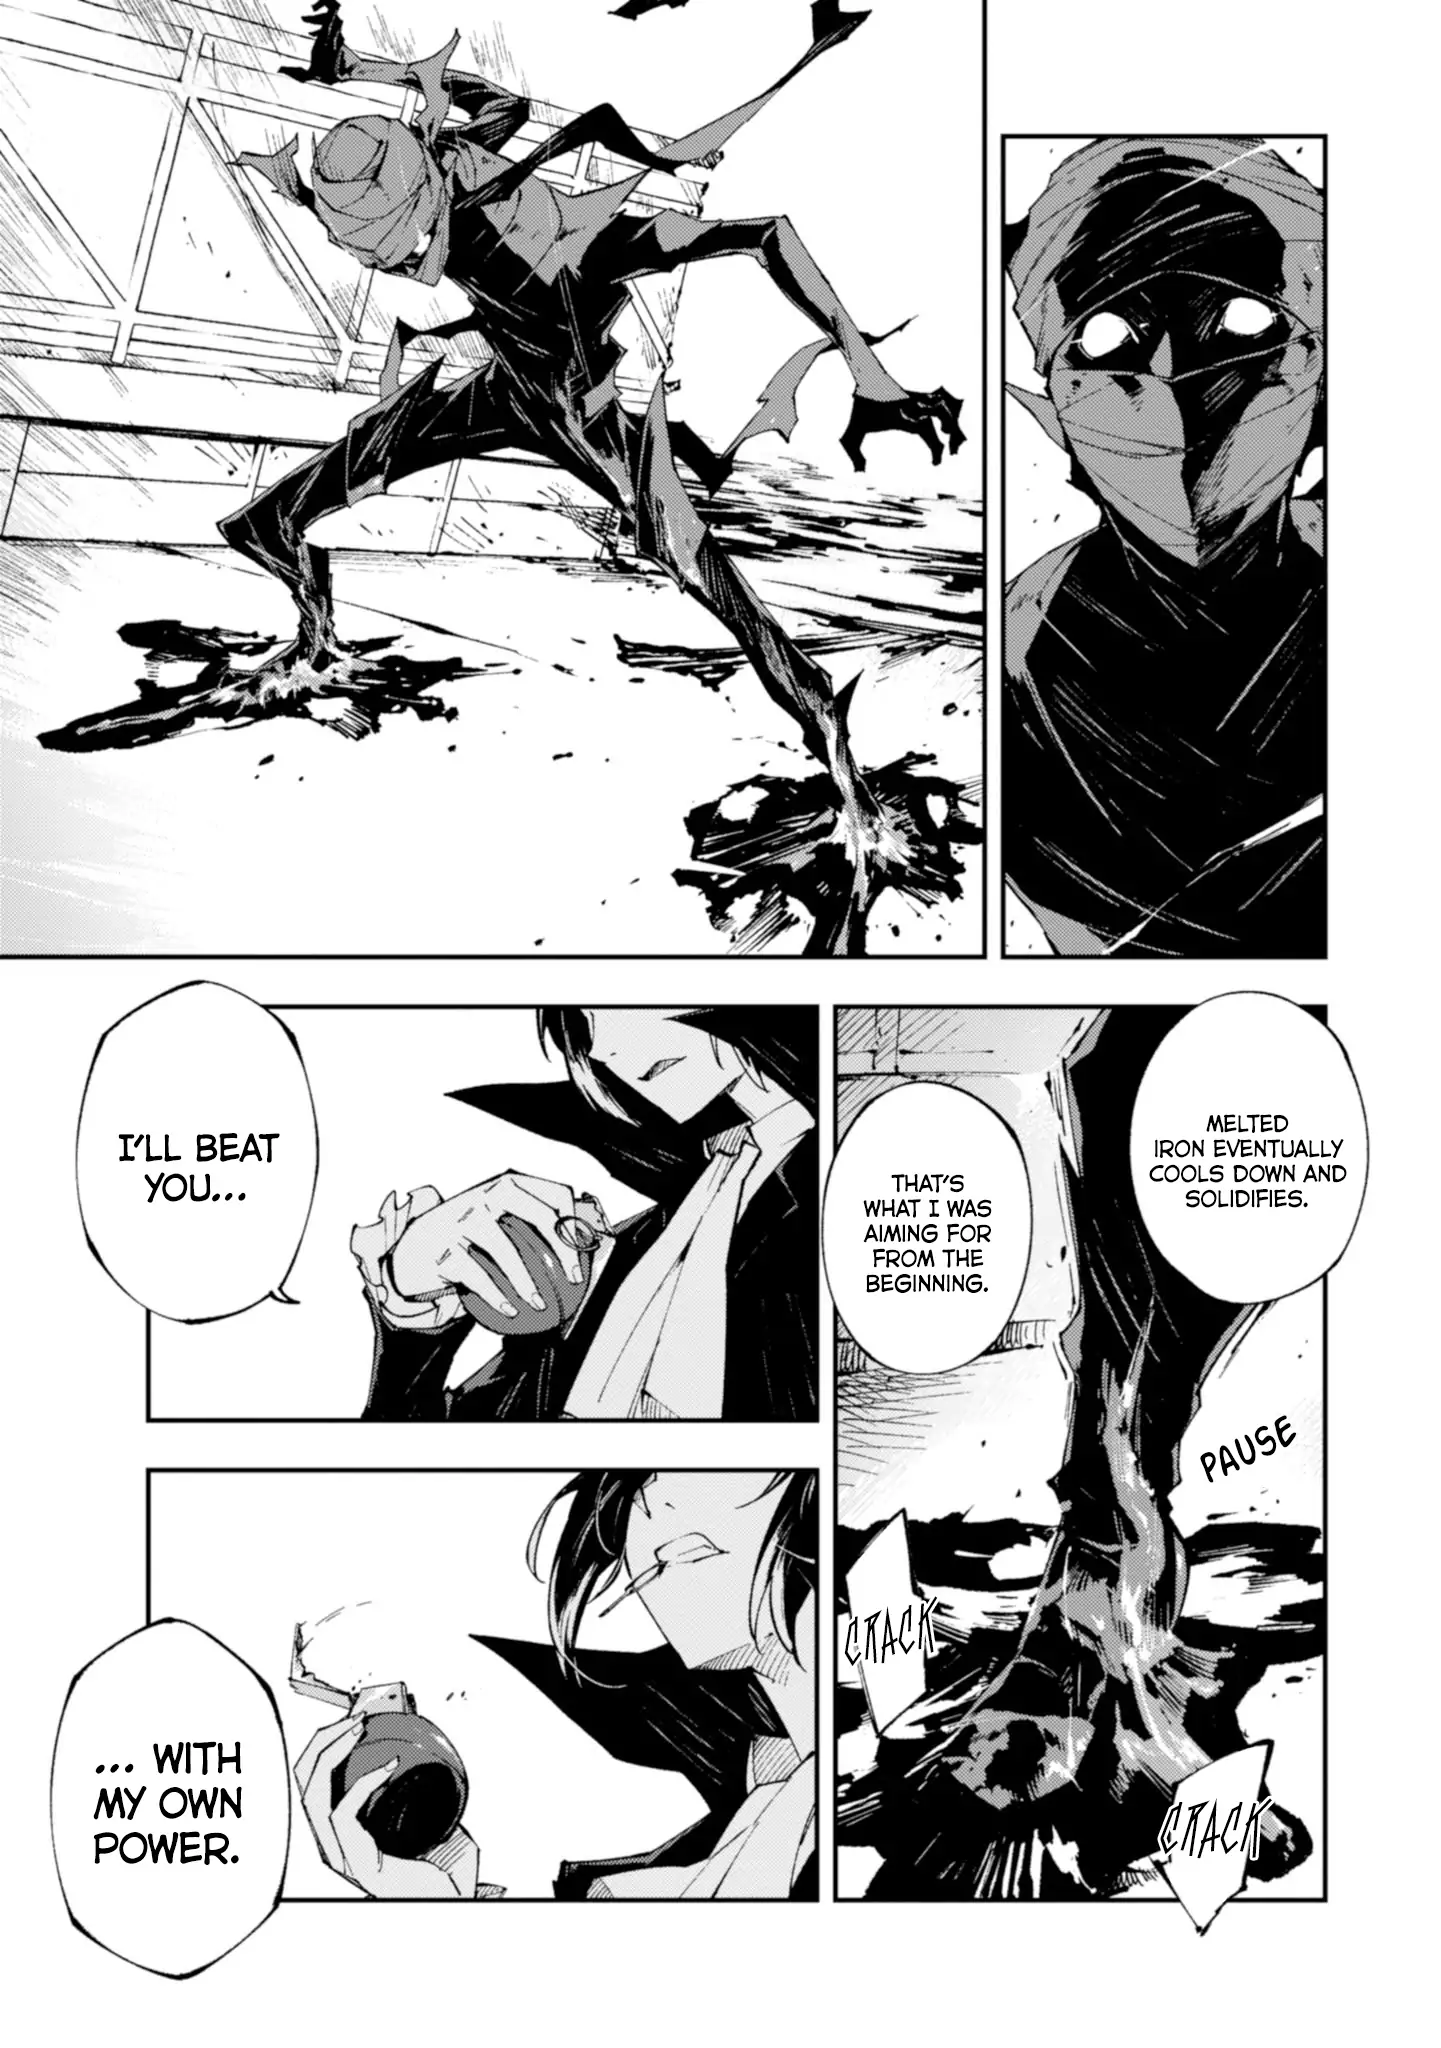 MELTED
IRON EVENTUALLY
COOLS DOWN AND
SOLIDIFIES.
THAT'S
WHAT I WAS
AIMING FOR
FROM THE
BEGINNING.
PAUSE
CRACK
CRACK
I'LL BEAT
YOU...
... WITH
MY OWN
POWER.